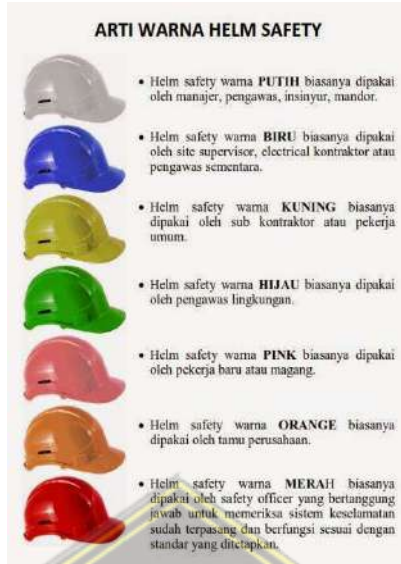 ARTI WARNA HELM SAFETY
• Helm safety warna PUTIH biasanya dipakai
oleh manajer, pengawas, insinyur, mandor.
• Helm safety warna BIRU biasanya dipakai
oleh site supervisor, electrical kontraktor atau
pengawas sementara.
• Helm safety warna KUNING biasanya
dipakai oleh sub kontraktor atau pekerja
umum.
• Helm safety warna HIJAU biasanya dipakai
oleh pengawas lingkungan.
• Helm safety warna PINK biasanya dipakai
oleh pekerja baru atau magang.
• Helm safety warna ORANGE biasanya
dipakai oleh tamu perusahaan.
• Helm safety warna MERAH biasanya
dipakai oleh safety officer yang bertanggung
jawab untuk memeriksa sistem keselamatan
sudah terpasang dan berfungsi sesuai dengan
standar yang ditetapkan.